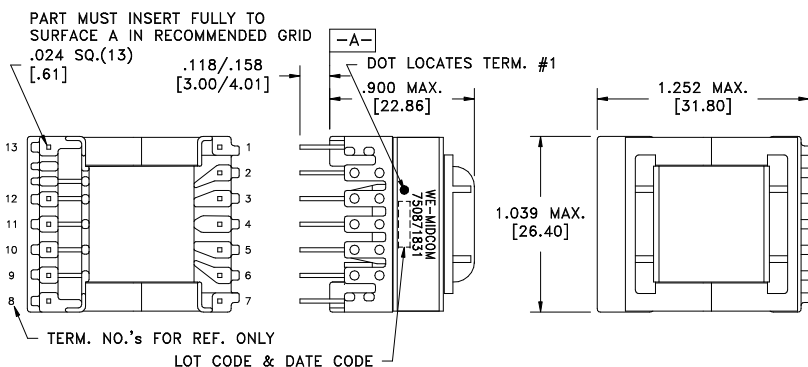 PART MUST INSERT FULLY TO
SURFACE A IN RECOMMENDED GRID
.024 SQ.(13)
[.61]
-A-
.118/.158
[3.00/4.01]
DOT LOCATES TERM. #1
.900 MAX.
[22.86]
1.252 MAX.
[31.80]
13
12
11
10
9
8
1
2
3
4
5
6
7
WE-MIDCOM
750871831
1.039 MAX.
[26.40]
TERM. NO.'s FOR REF. ONLY
LOT CODE & DATE CODE